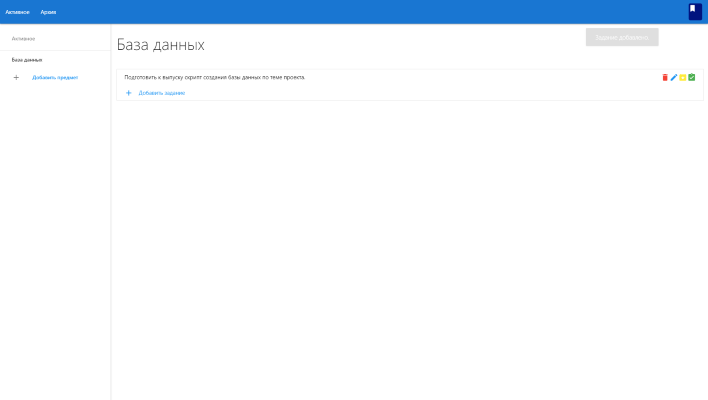 Активное Архив
Активное
База данных
Добавить предмет
База данных
Задание добавлено
Подготовить к выпуску скрипт создания базы данных по теме проекта.
Добавить задание